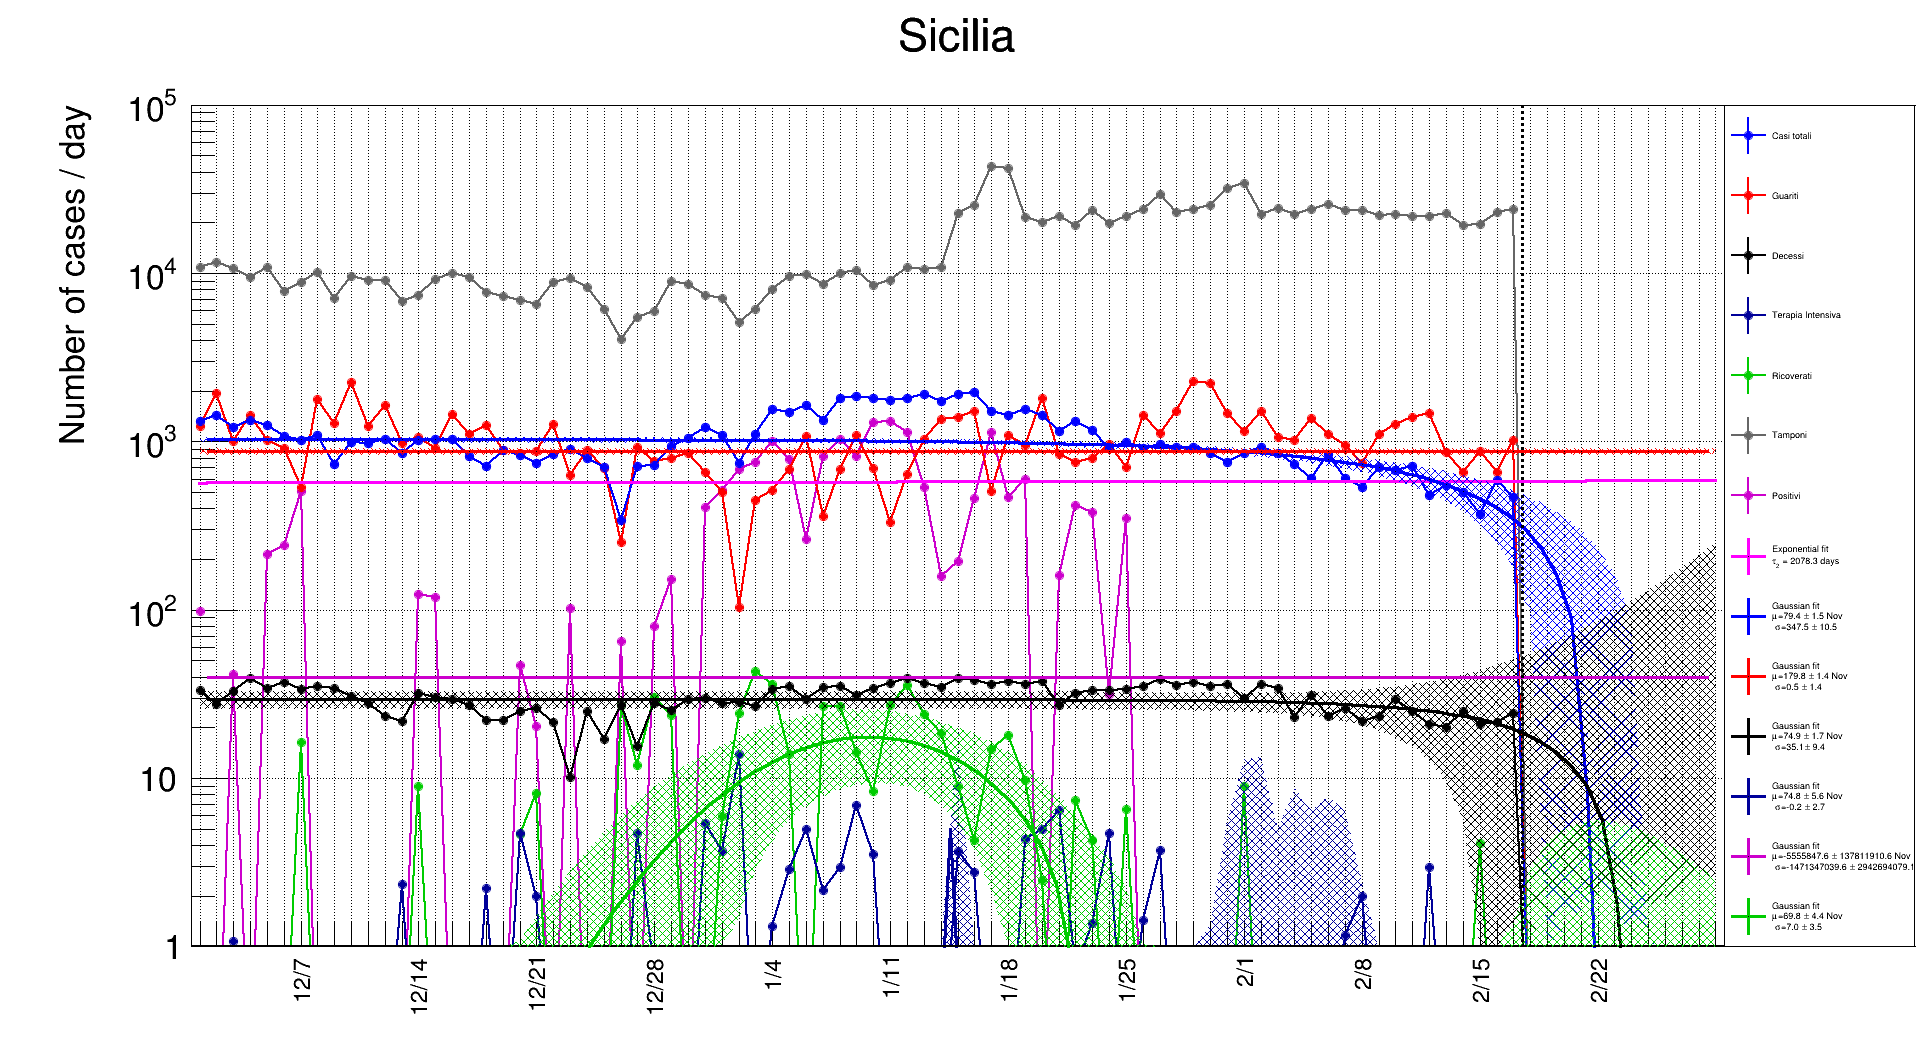 Sicilia
Number of cases / day
10^5
10^4
10^3
10^2
10
1
12/7
12/14
12/21
12/28
1/4
1/11
1/18
1/25
2/1
2/8
2/15
2/22
Casi totali
Guariti
Decessi
Terapia Intensiva
Ricoverati
Tamponi
Positivi
Exponential fit
τ₂ = 2078.3 days
Gaussian fit
μ=79.4 ± 1.5 Nov
σ=347.5 ± 10.5
Gaussian fit
μ=179.8 ± 1.4 Nov
σ=0.5 ± 1.4
Gaussian fit
μ=74.9 ± 1.7 Nov
σ=35.1 ± 9.4
Gaussian fit
μ=74.8 ± 5.6 Nov
σ=-0.2 ± 2.7
Gaussian fit
μ=-5555847.6 ± 137811910.6 Nov
σ=-1471347039.6 ± 2942694079.1
Gaussian fit
μ=69.8 ± 4.4 Nov
σ=7.0 ± 3.5